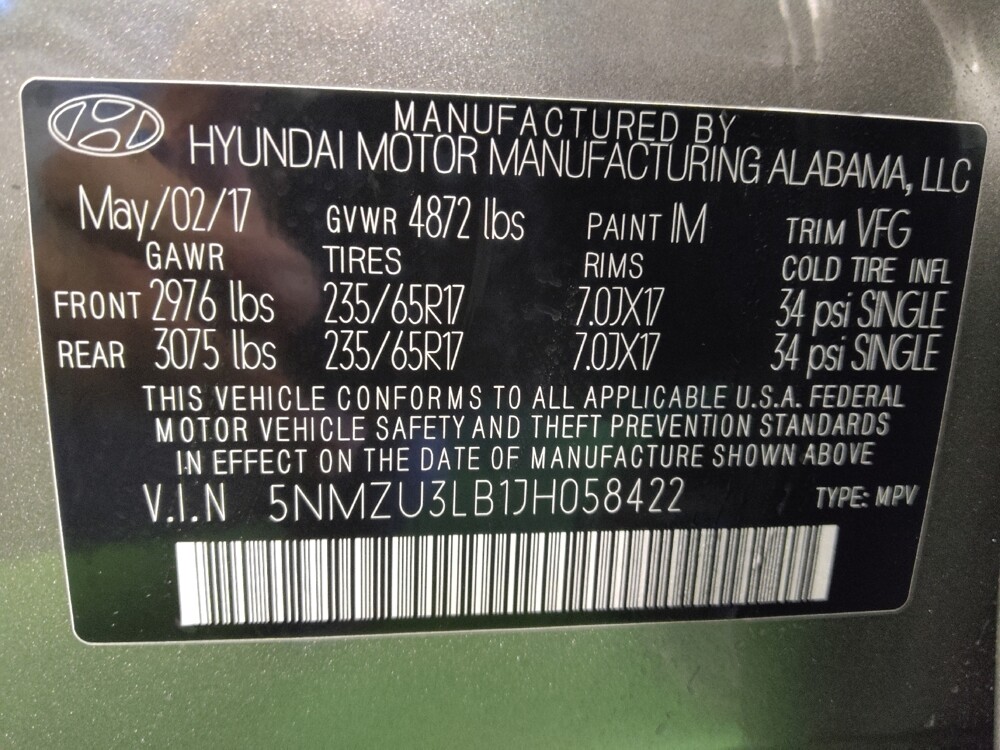 MANUFACTURED BY
HYUNDAI MOTOR MANUFACTURING ALABAMA, LLC
May/02/17 GVWR 4872 lbs PAINT IM TRIM VFG
GAWR TIRES RIMS COLD TIRE INFL
FRONT 2976 lbs 235/65R17 7.0JX17 34 psi SINGLE
REAR 3075 lbs 235/65R17 7.0JX17 34 psi SINGLE
THIS VEHICLE CONFORMS TO ALL APPLICABLE U.S.A. FEDERAL
MOTOR VEHICLE SAFETY AND THEFT PREVENTION STANDARDS
IN EFFECT ON THE DATE OF MANUFACTURE SHOWN ABOVE
V.I.N 5NMZU3LB1JH058422 TYPE: MPV